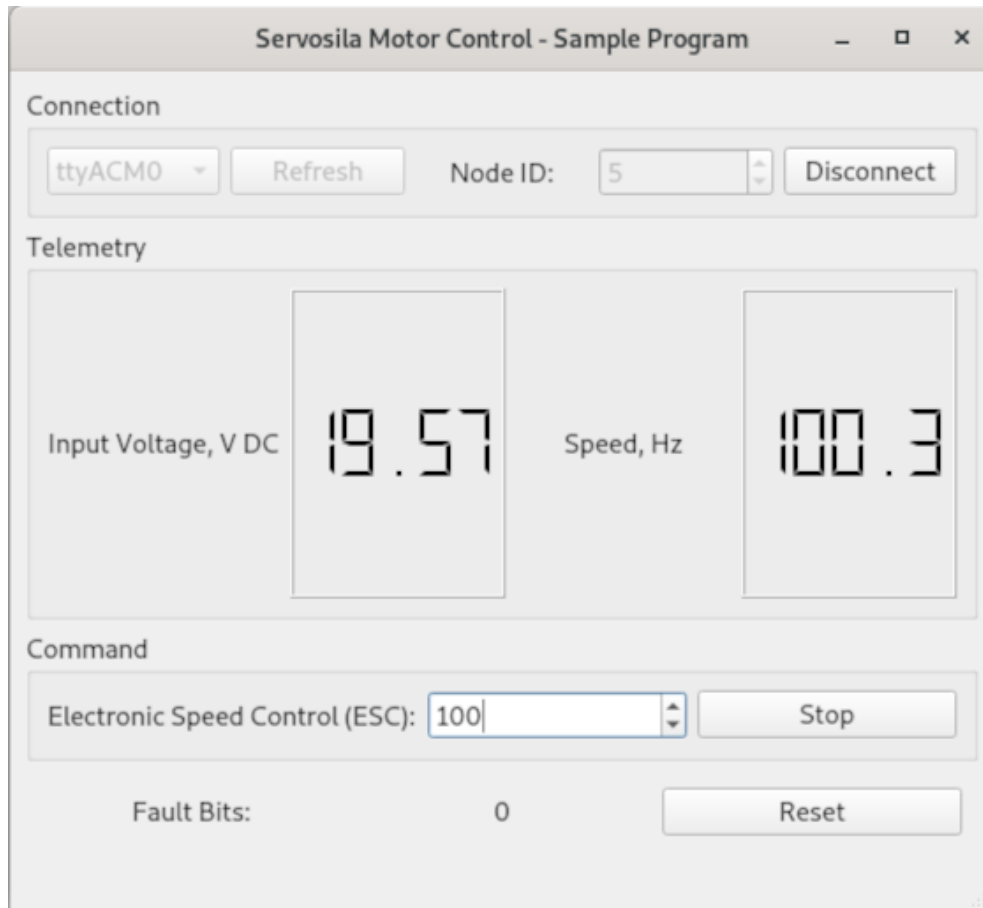 Servosila Motor Control - Sample Program
Connection
ttyACM0 Refresh Node ID: 5 Disconnect
Telemetry
Input Voltage, V DC 19.57 Speed, Hz 100.3
Command
Electronic Speed Control (ESC): 100 Stop
Fault Bits: 0 Reset